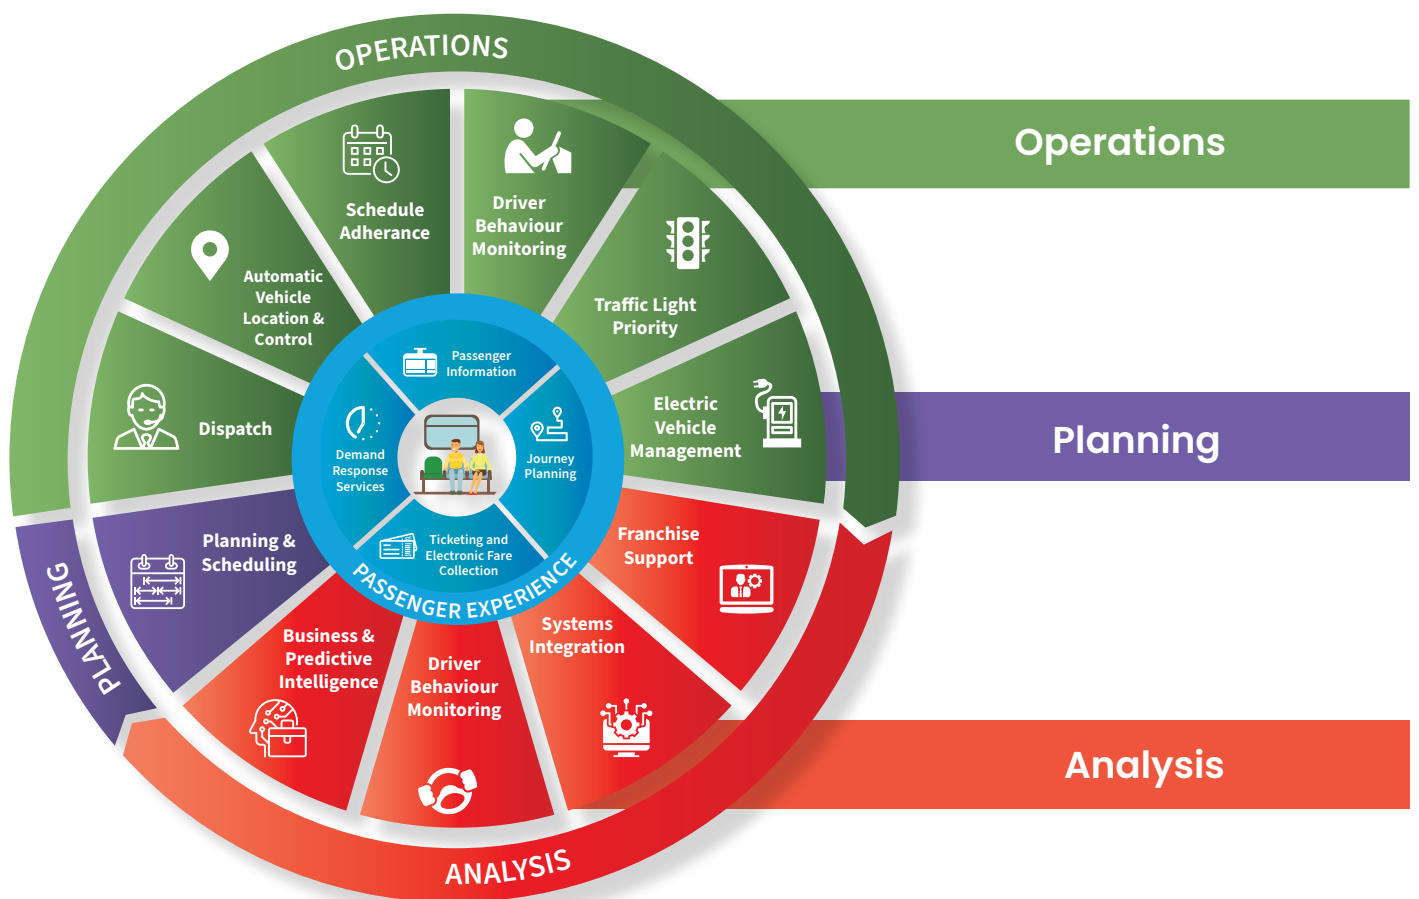 OPERATIONS
Operations
Schedule
Adherance
Driver
Behaviour
Monitoring
Automatic
Vehicle
Location &
Control
Traffic Light
Priority
Dispatch
Electric
Vehicle
Management
Passenger
Information
Demand
Response
Services
Journey
Planning
Ticketing and
Electronic Fare
Collection
PASSENGER EXPERIENCE
Planning
PLANNING
Planning &
Scheduling
Franchise
Support
Business &
Predictive
Intelligence
Driver
Behaviour
Monitoring
Systems
Integration
Analysis
ANALYSIS